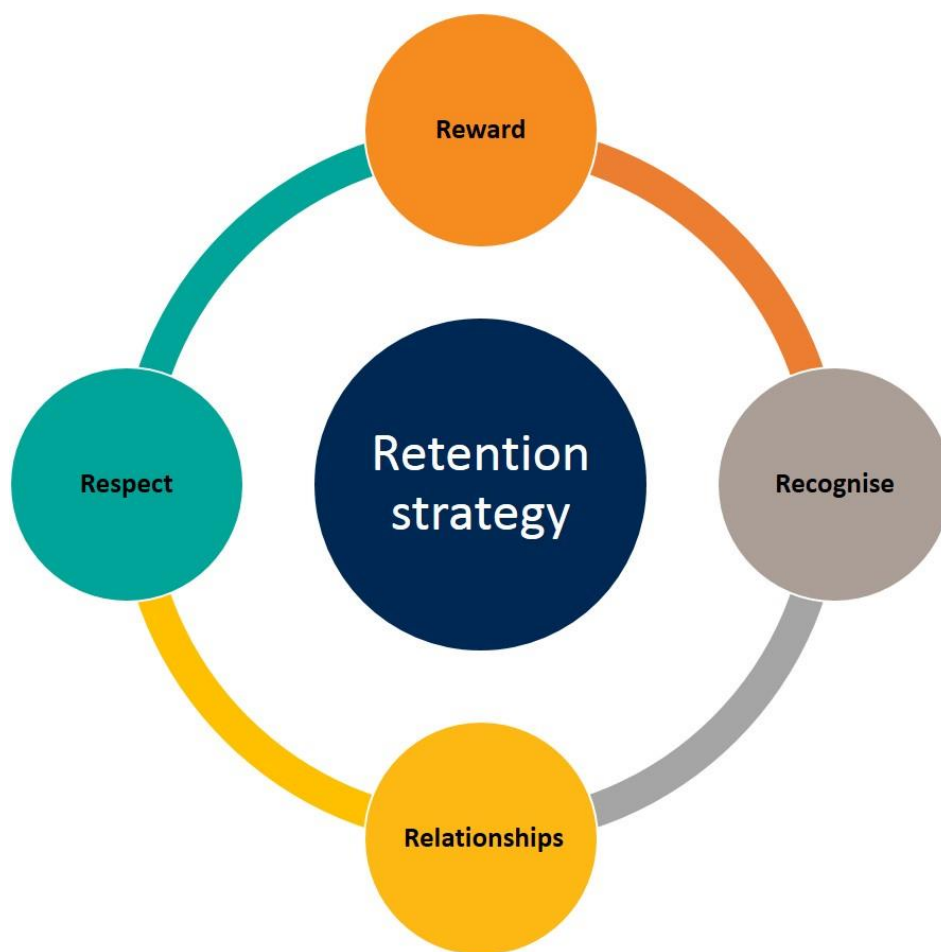 Reward
Respect
Retention
strategy
Recognise
Relationships